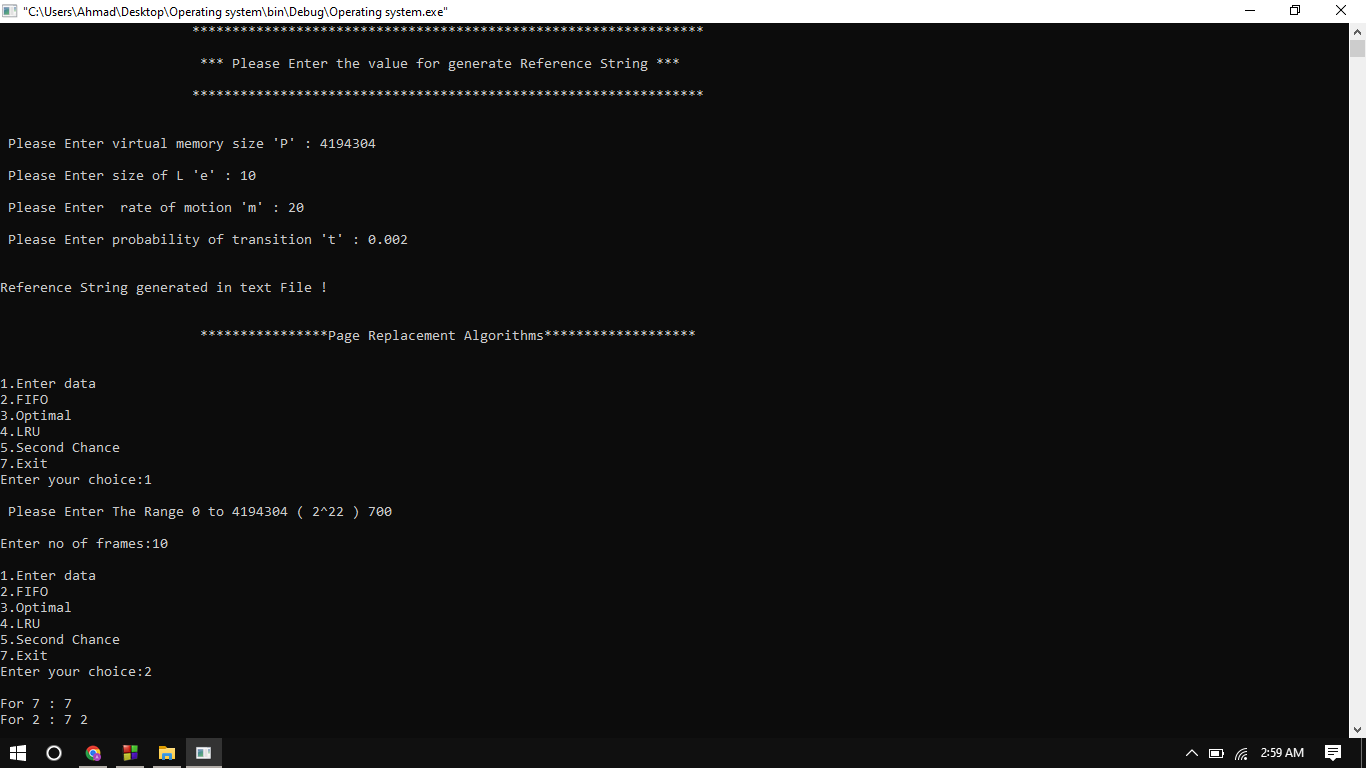 "C:\Users\Ahmad\Desktop\Operating system\bin\Debug\Operating system.exe"
****************************************************************
*** Please Enter the value for generate Reference String ***
****************************************************************
Please Enter virtual memory size 'P' : 4194304
Please Enter size of L 'e' : 10
Please Enter  rate of motion 'm' : 20
Please Enter probability of transition 't' : 0.002
Reference String generated in text File !
****************Page Replacement Algorithms*******************
1.Enter data
2.FIFO
3.Optimal
4.LRU
5.Second Chance
7.Exit
Enter your choice:1
Please Enter The Range 0 to 4194304 ( 2^22 ) 700
Enter no of frames:10
1.Enter data
2.FIFO
3.Optimal
4.LRU
5.Second Chance
7.Exit
Enter your choice:2
For 7 : 7
For 2 : 7 2
2:59 AM